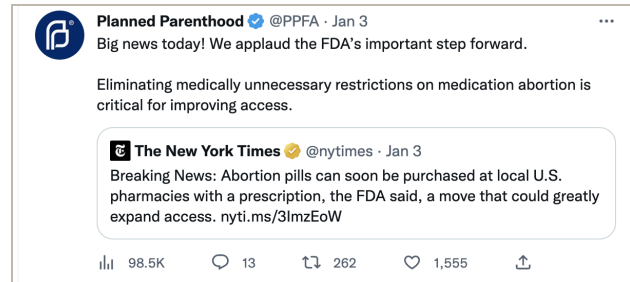 Planned Parenthood @PPFA · Jan 3
Big news today! We applaud the FDA's important step forward.
Eliminating medically unnecessary restrictions on medication abortion is
critical for improving access.
The New York Times @nytimes · Jan 3
Breaking News: Abortion pills can soon be purchased at local U.S.
pharmacies with a prescription, the FDA said, a move that could greatly
expand access. nyti.ms/3ImzEoW
98.5K 13 262 1,555